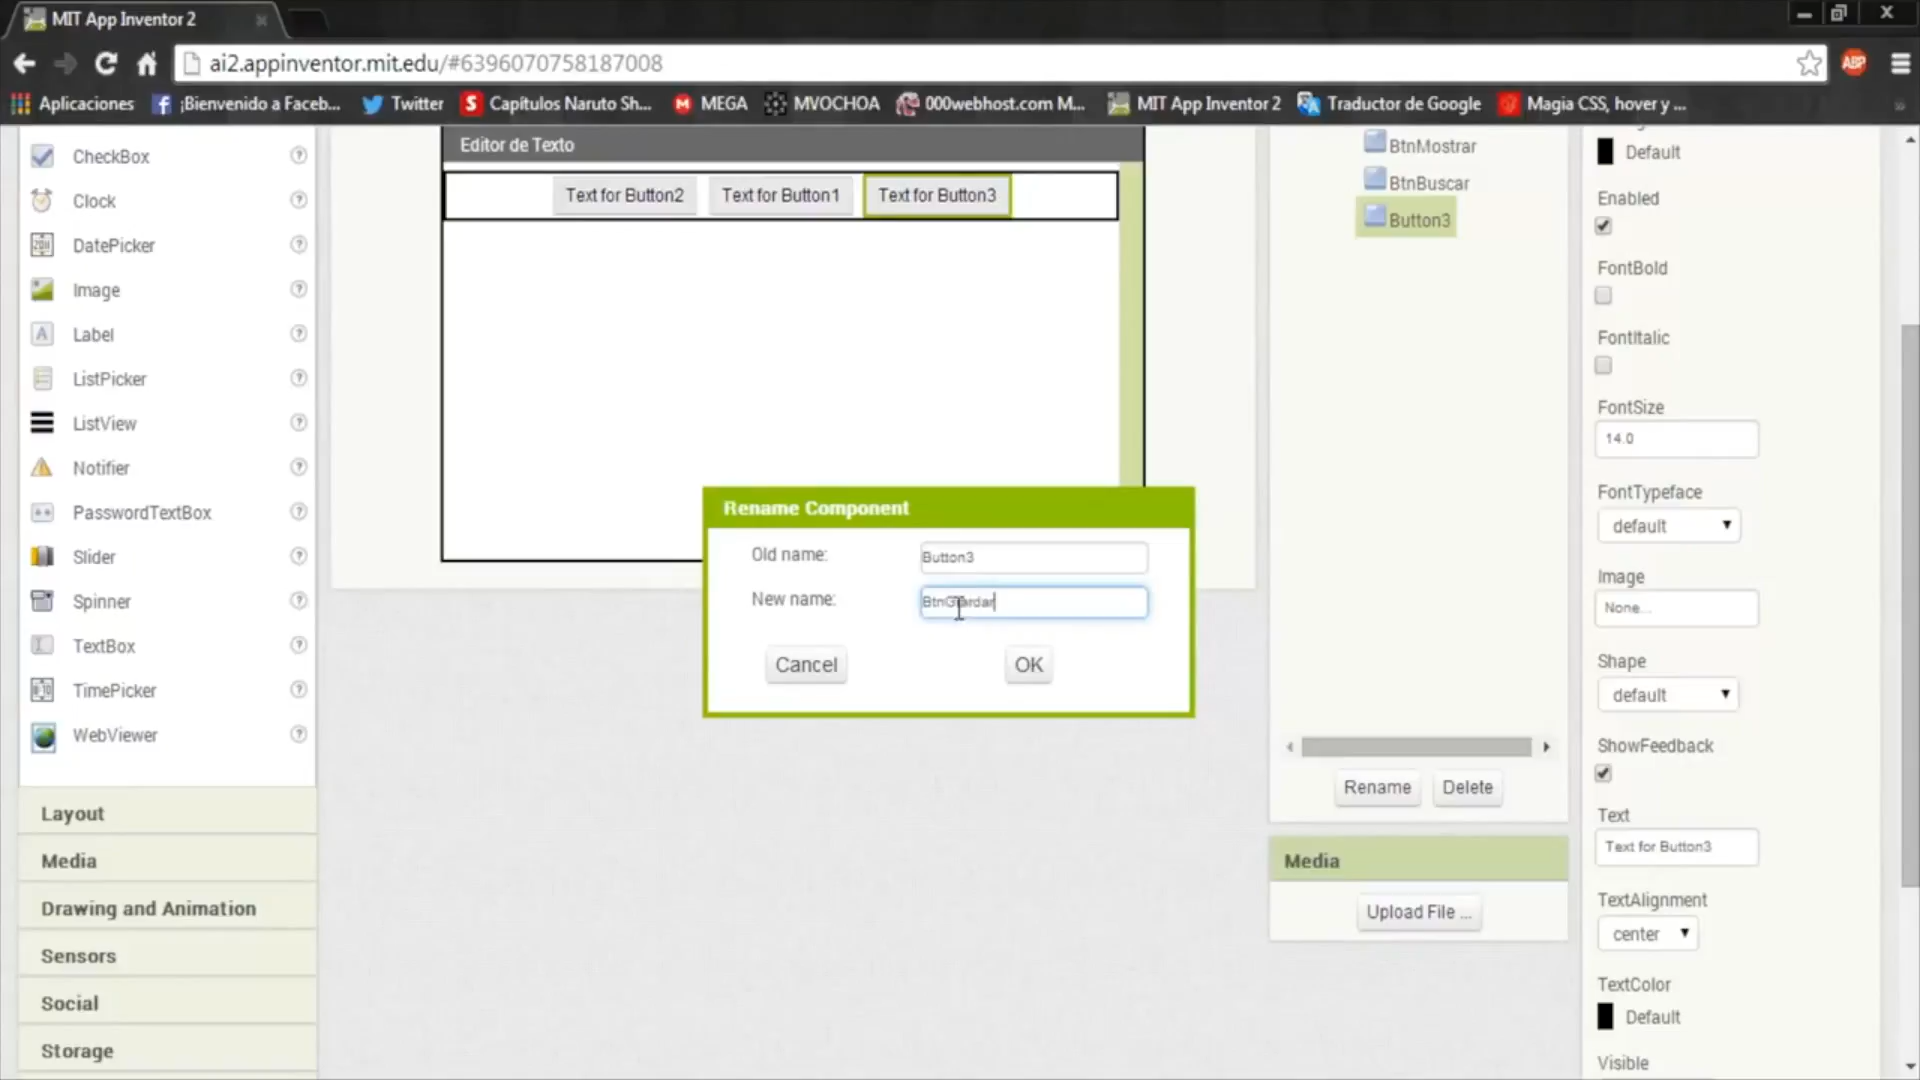 MIT App Inventor 2
ai2.appinventor.mit.edu/#6396070758187008
ABP
Aplicaciones
¡Bienvenido a Faceb...
Twitter
Capítulos Naruto Sh...
MEGA
MVOCHOA
000webhost.com M...
MIT App Inventor 2
Traductor de Google
Magia CSS, hover y ...
CheckBox
Clock
DatePicker
Image
Label
ListPicker
ListView
Notifier
PasswordTextBox
Slider
Spinner
TextBox
TimePicker
WebViewer
Layout
Media
Drawing and Animation
Sensors
Social
Storage
Editor de Texto
Text for Button2
Text for Button1
Text for Button3
Rename Component
Old name:
Button3
New name:
BtnGuardar
Cancel
OK
BtnMostrar
BtnBuscar
Button3
Rename
Delete
Media
Upload File ...
Default
Enabled
FontBold
FontItalic
FontSize
14.0
FontTypeface
default
Image
None...
Shape
default
ShowFeedback
Text
Text for Button3
TextAlignment
center
TextColor
Default
Visible